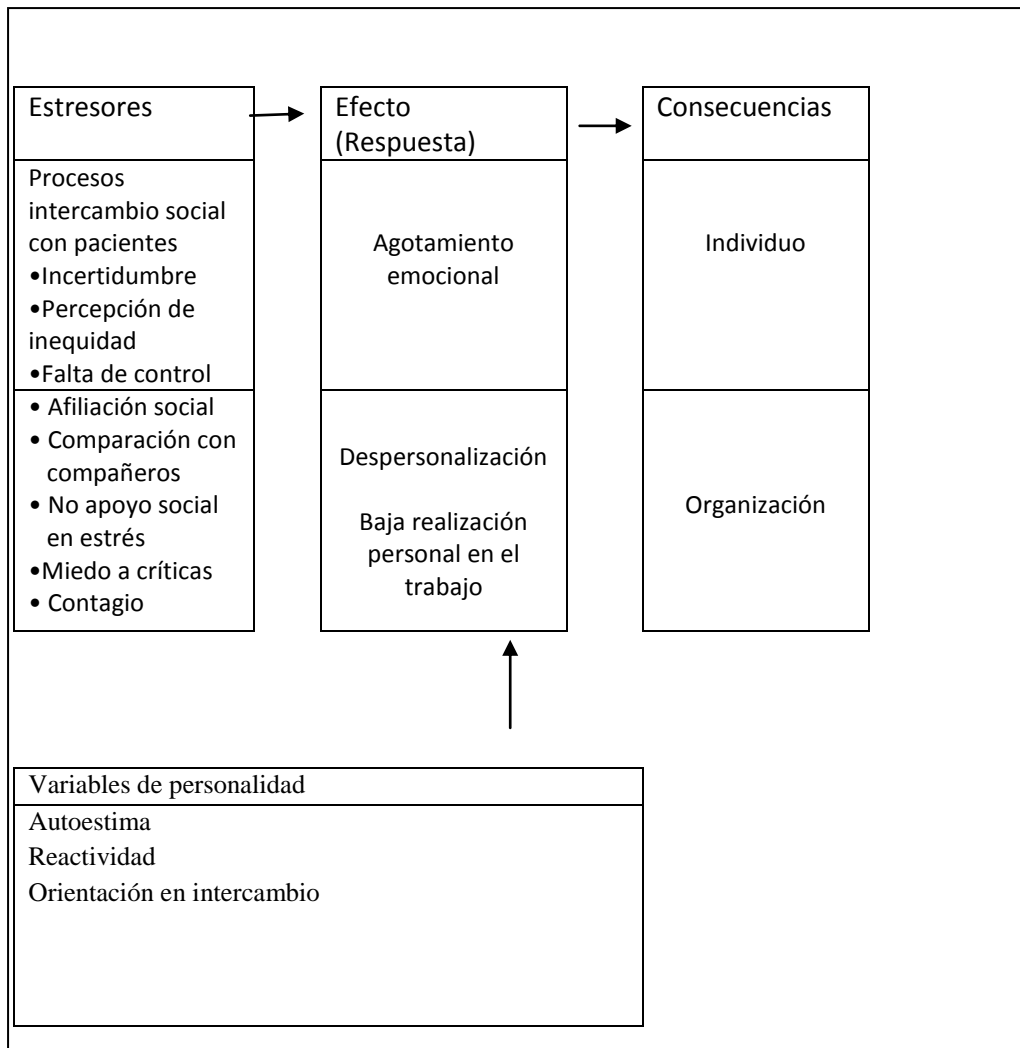 Estresores
Procesos
intercambio social
con pacientes
•Incertidumbre
•Percepción de
inequidad
•Falta de control
• Afiliación social
• Comparación con
compañeros
• No apoyo social
en estrés
•Miedo a críticas
• Contagio
Efecto
(Respuesta)
Agotamiento
emocional
Despersonalización
Baja realización
personal en el
trabajo
Consecuencias
Individuo
Organización
Variables de personalidad
Autoestima
Reactividad
Orientación en intercambio